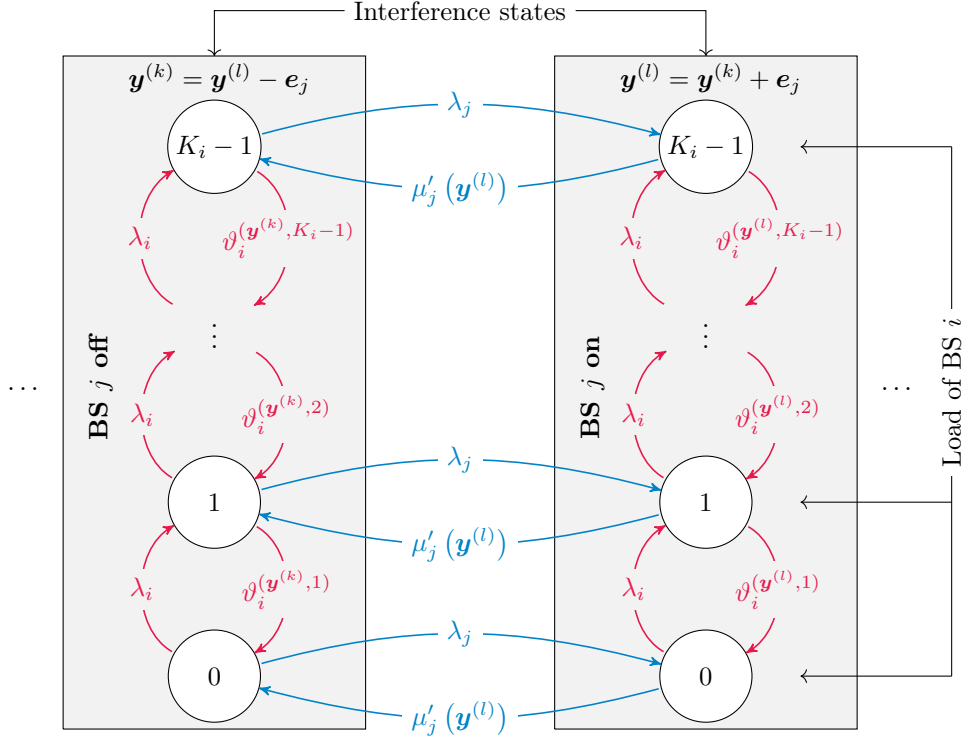 Interference states
𝒚^(k) = 𝒚^(l) − 𝒆_j
𝒚^(l) = 𝒚^(k) + 𝒆_j
K_i − 1
λ_j
K_i − 1
μ′_j (𝒚^(l))
λ_i
ϑ_i^(𝒚^(k), K_i−1)
λ_i
ϑ_i^(𝒚^(l), K_i−1)
⋮
⋮
BS j off
BS j on
Load of BS i
· · ·
· · ·
λ_i
ϑ_i^(𝒚^(k), 2)
λ_i
ϑ_i^(𝒚^(l), 2)
λ_j
1
1
μ′_j (𝒚^(l))
λ_i
ϑ_i^(𝒚^(k), 1)
λ_i
ϑ_i^(𝒚^(l), 1)
λ_j
0
0
μ′_j (𝒚^(l))